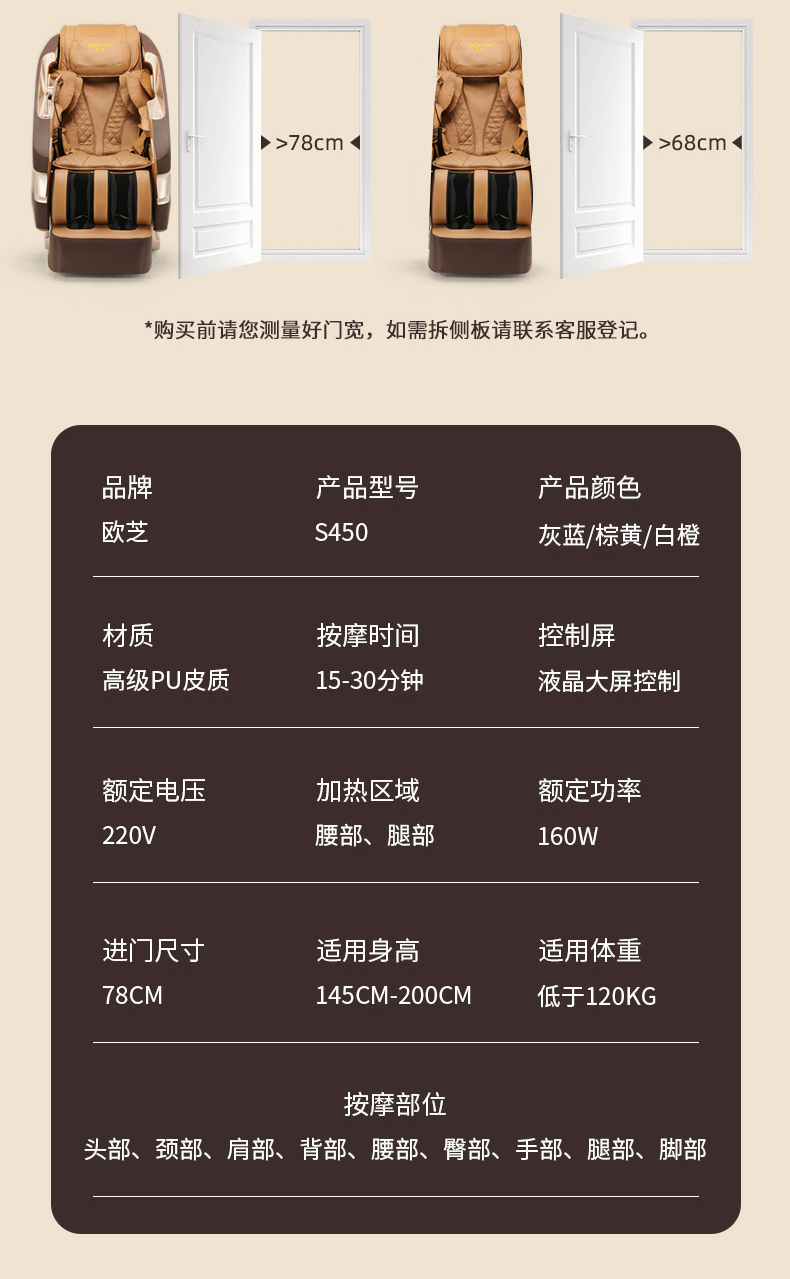 >78cm
>68cm
*购买前请您测量好门宽，如需拆侧板请联系客服登记。
品牌 产品型号 产品颜色
欧芝 S450 灰蓝/棕黄/白橙
材质 按摩时间 控制屏
高级PU皮质 15-30分钟 液晶大屏控制
额定电压 加热区域 额定功率
220V 腰部、腿部 160W
进门尺寸 适用身高 适用体重
78CM 145CM-200CM 低于120KG
按摩部位
头部、颈部、肩部、背部、腰部、臀部、手部、腿部、脚部